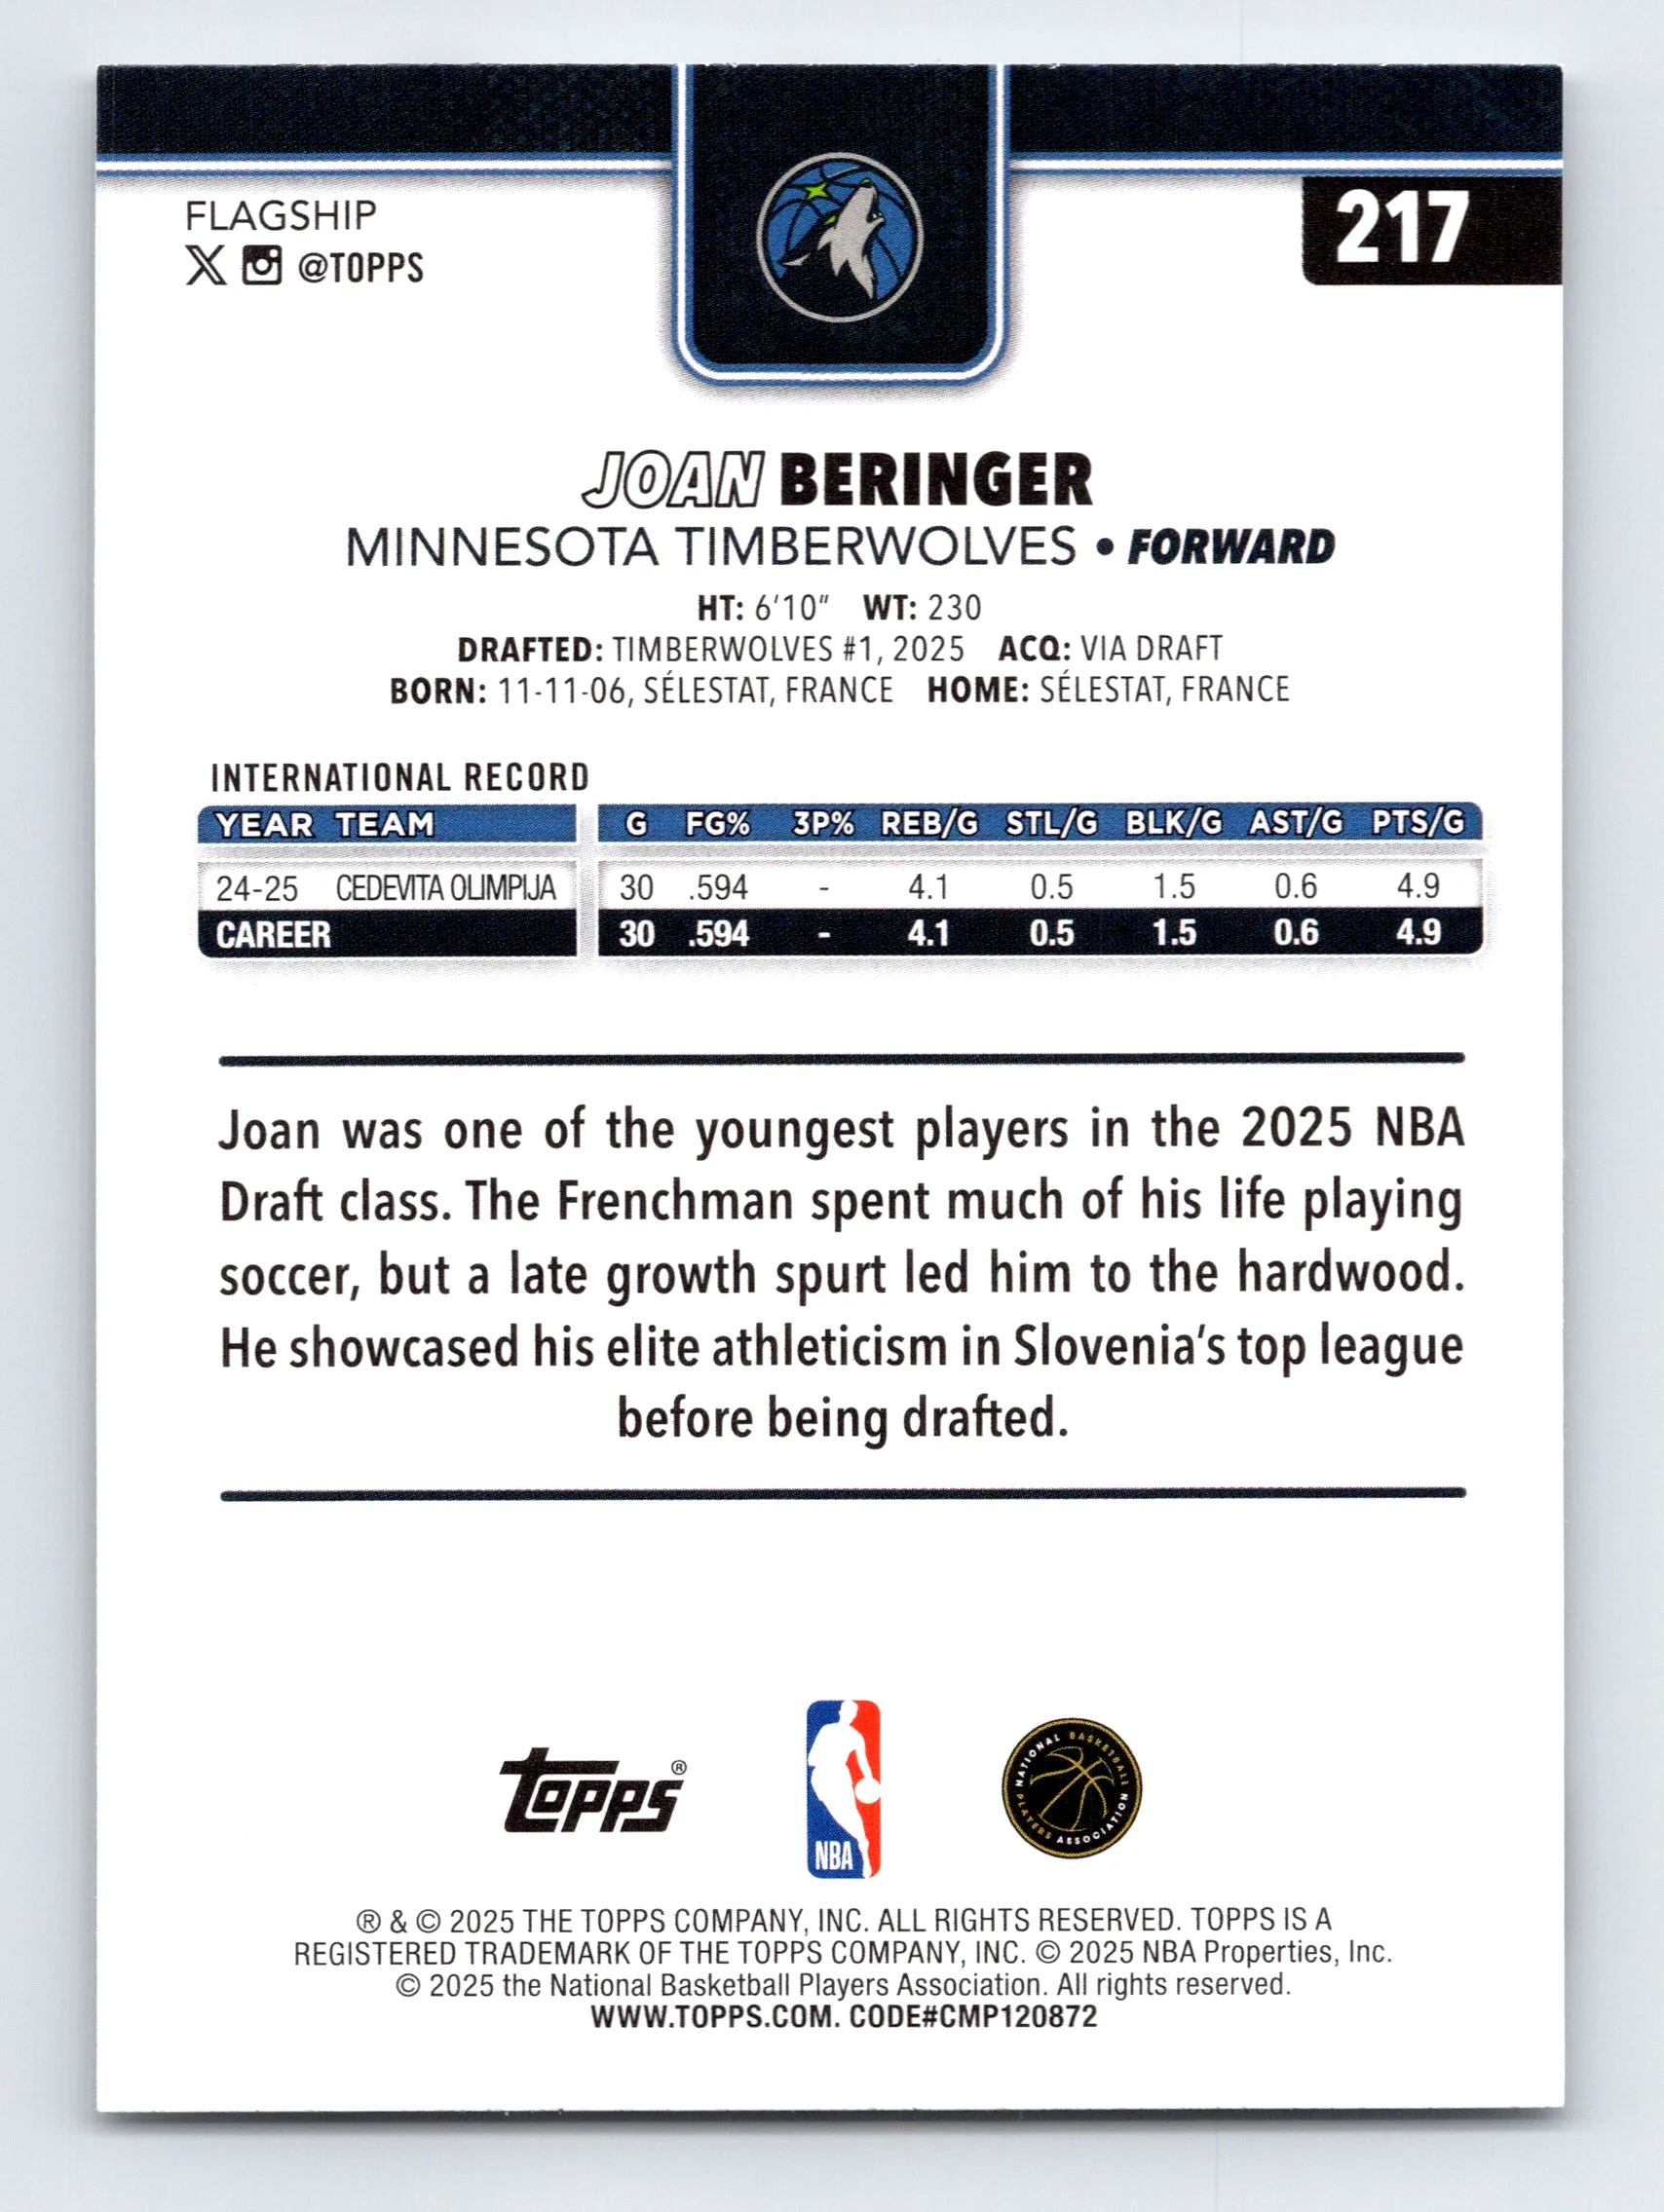 FLAGSHIP
@TOPPS
217
JOAN BERINGER
MINNESOTA TIMBERWOLVES • FORWARD
HT: 6'10" WT: 230
DRAFTED: TIMBERWOLVES #1, 2025 ACQ: VIA DRAFT
BORN: 11-11-06, SÉLESTAT, FRANCE HOME: SÉLESTAT, FRANCE
INTERNATIONAL RECORD
YEAR TEAM G FG% 3P% REB/G STL/G BLK/G AST/G PTS/G
24-25 CEDEVITA OLIMPIJA 30 .594 - 4.1 0.5 1.5 0.6 4.9
CAREER 30 .594 - 4.1 0.5 1.5 0.6 4.9
Joan was one of the youngest players in the 2025 NBA
Draft class. The Frenchman spent much of his life playing
soccer, but a late growth spurt led him to the hardwood.
He showcased his elite athleticism in Slovenia's top league
before being drafted.
topps®
NBA
NATIONAL BASKETBALL PLAYERS ASSOCIATION
® & © 2025 THE TOPPS COMPANY, INC. ALL RIGHTS RESERVED. TOPPS IS A
REGISTERED TRADEMARK OF THE TOPPS COMPANY, INC. © 2025 NBA Properties, Inc.
© 2025 the National Basketball Players Association. All rights reserved.
WWW.TOPPS.COM. CODE#CMP120872